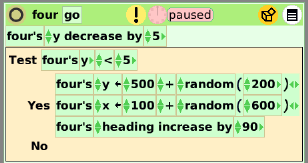 four go ! paused
four's y decrease by 5
Test four's y < 5
four's y ← 500 + random ( 200 )
Yes four's x ← 100 + random ( 600 )
four's heading increase by 90
No